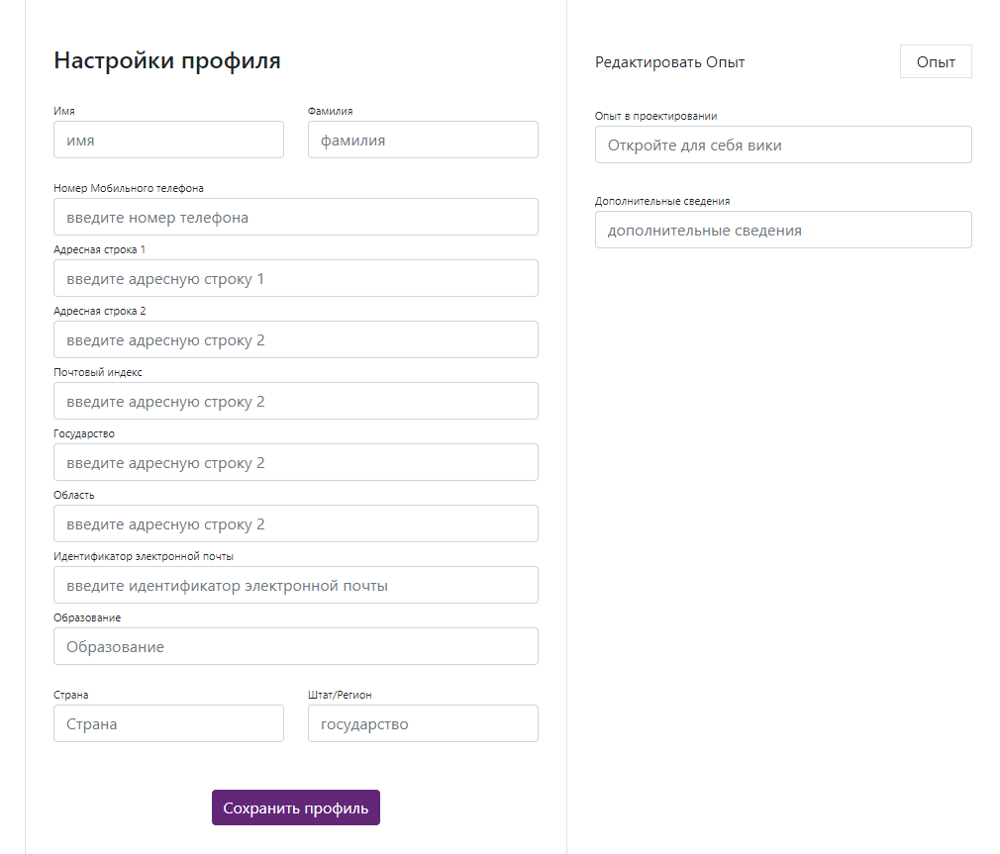 Настройки профиля
Имя
Фамилия
имя
фамилия
Номер Мобильного телефона
введите номер телефона
Адресная строка 1
введите адресную строку 1
Адресная строка 2
введите адресную строку 2
Почтовый индекс
введите адресную строку 2
Государство
введите адресную строку 2
Область
введите адресную строку 2
Идентификатор электронной почты
введите идентификатор электронной почты
Образование
Образование
Страна
Штат/Регион
Страна
государство
Сохранить профиль
Редактировать Опыт
Опыт
Опыт в проектировании
Откройте для себя вики
Дополнительные сведения
дополнительные сведения